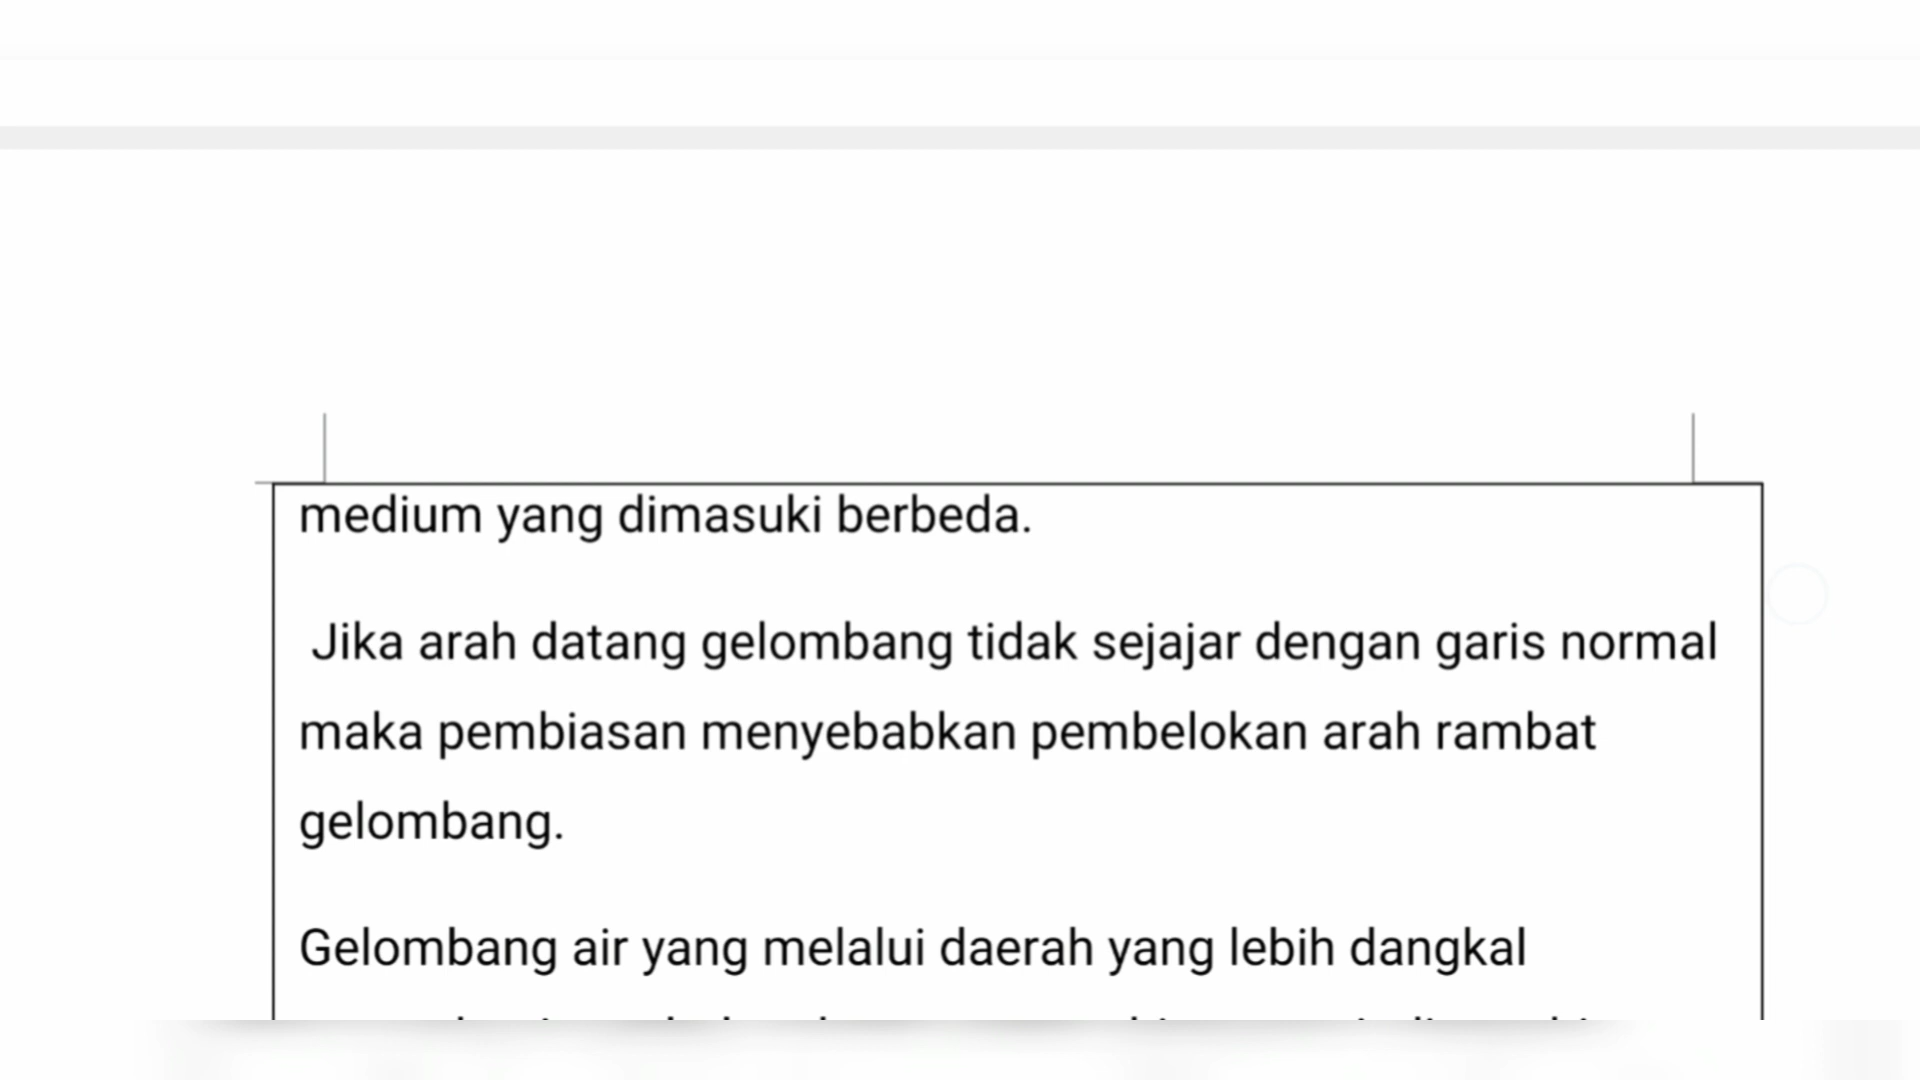 medium yang dimasuki berbeda.
Jika arah datang gelombang tidak sejajar dengan garis normal
maka pembiasan menyebabkan pembelokan arah rambat
gelombang.
Gelombang air yang melalui daerah yang lebih dangkal